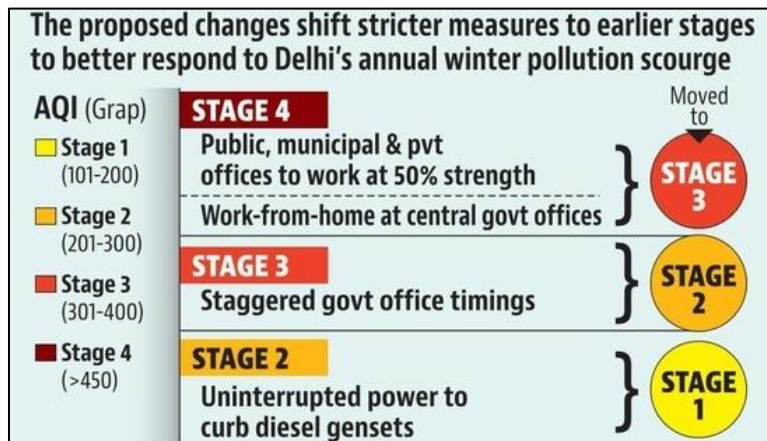 The proposed changes shift stricter measures to earlier stages
to better respond to Delhi's annual winter pollution scourge
AQI (Grap)
Stage 1
(101-200)
Stage 2
(201-300)
Stage 3
(301-400)
Stage 4
(>450)
STAGE 4
Public, municipal & pvt
offices to work at 50% strength
Work-from-home at central govt offices
Moved
to
STAGE
3
STAGE 3
Staggered govt office timings
STAGE
2
STAGE 2
Uninterrupted power to
curb diesel gensets
STAGE
1